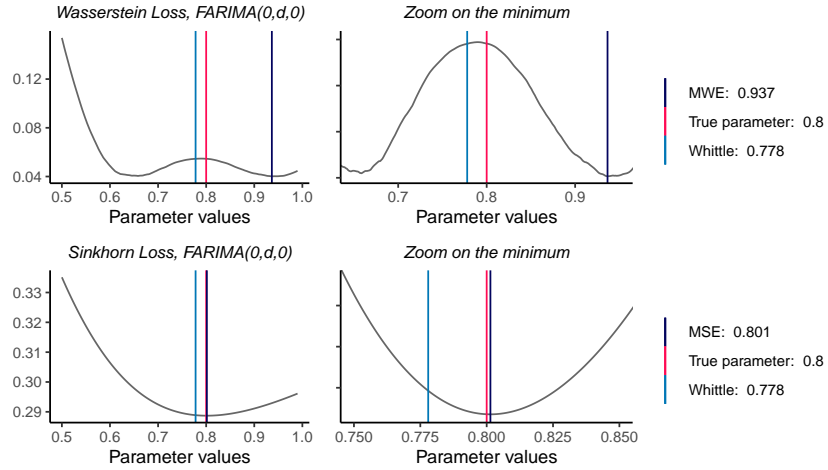 Wasserstein Loss, FARIMA(0,d,0)
Zoom on the minimum
0.12
0.08
0.04
0.5 0.6 0.7 0.8 0.9 1.0
0.7 0.8 0.9
Parameter values
Parameter values
MWE: 0.937
True parameter: 0.8
Whittle: 0.778
Sinkhorn Loss, FARIMA(0,d,0)
Zoom on the minimum
0.33
0.32
0.31
0.30
0.29
0.5 0.6 0.7 0.8 0.9 1.0
0.750 0.775 0.800 0.825 0.850
Parameter values
Parameter values
MSE: 0.801
True parameter: 0.8
Whittle: 0.778